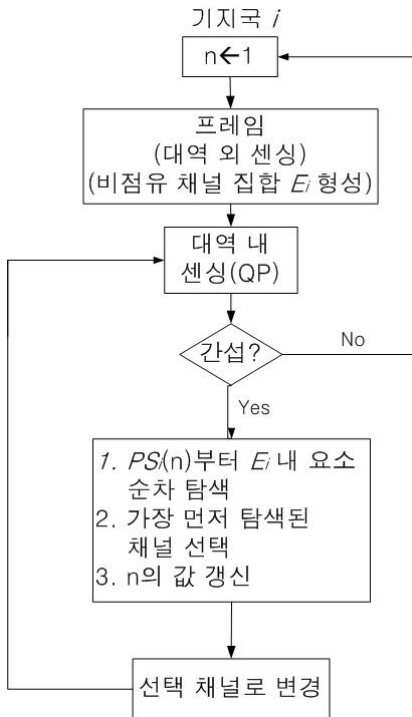 기지국 i
n←1
프레임
(대역 외 센싱)
(비점유 채널 집합 Ei 형성)
대역 내
센싱(QP)
간섭?
No
Yes
1. PSi(n)부터 Ei 내 요소
순차 탐색
2. 가장 먼저 탐색된
채널 선택
3. n의 값 갱신
선택 채널로 변경